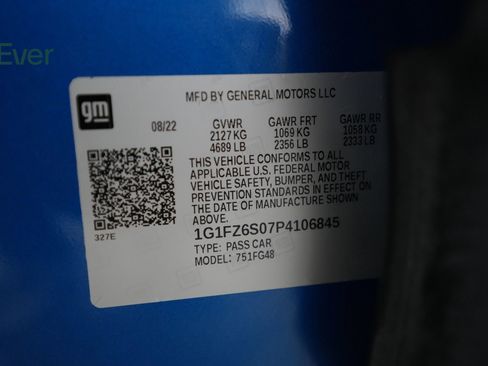 Ever
gm
MFD BY GENERAL MOTORS LLC
08/22 GVWR GAWR FRT GAWR RR
2127 KG 1069 KG 1058 KG
4689 LB 2356 LB 2333 LB
THIS VEHICLE CONFORMS TO ALL
APPLICABLE U.S. FEDERAL MOTOR
VEHICLE SAFETY, BUMPER, AND THEFT
PREVENTION STANDARDS IN EFFECT ON
THE DATE OF MANUFACTURE SHOWN
ABOVE.
327E
1G1FZ6S07P4106845
TYPE: PASS CAR
MODEL: 751FG48